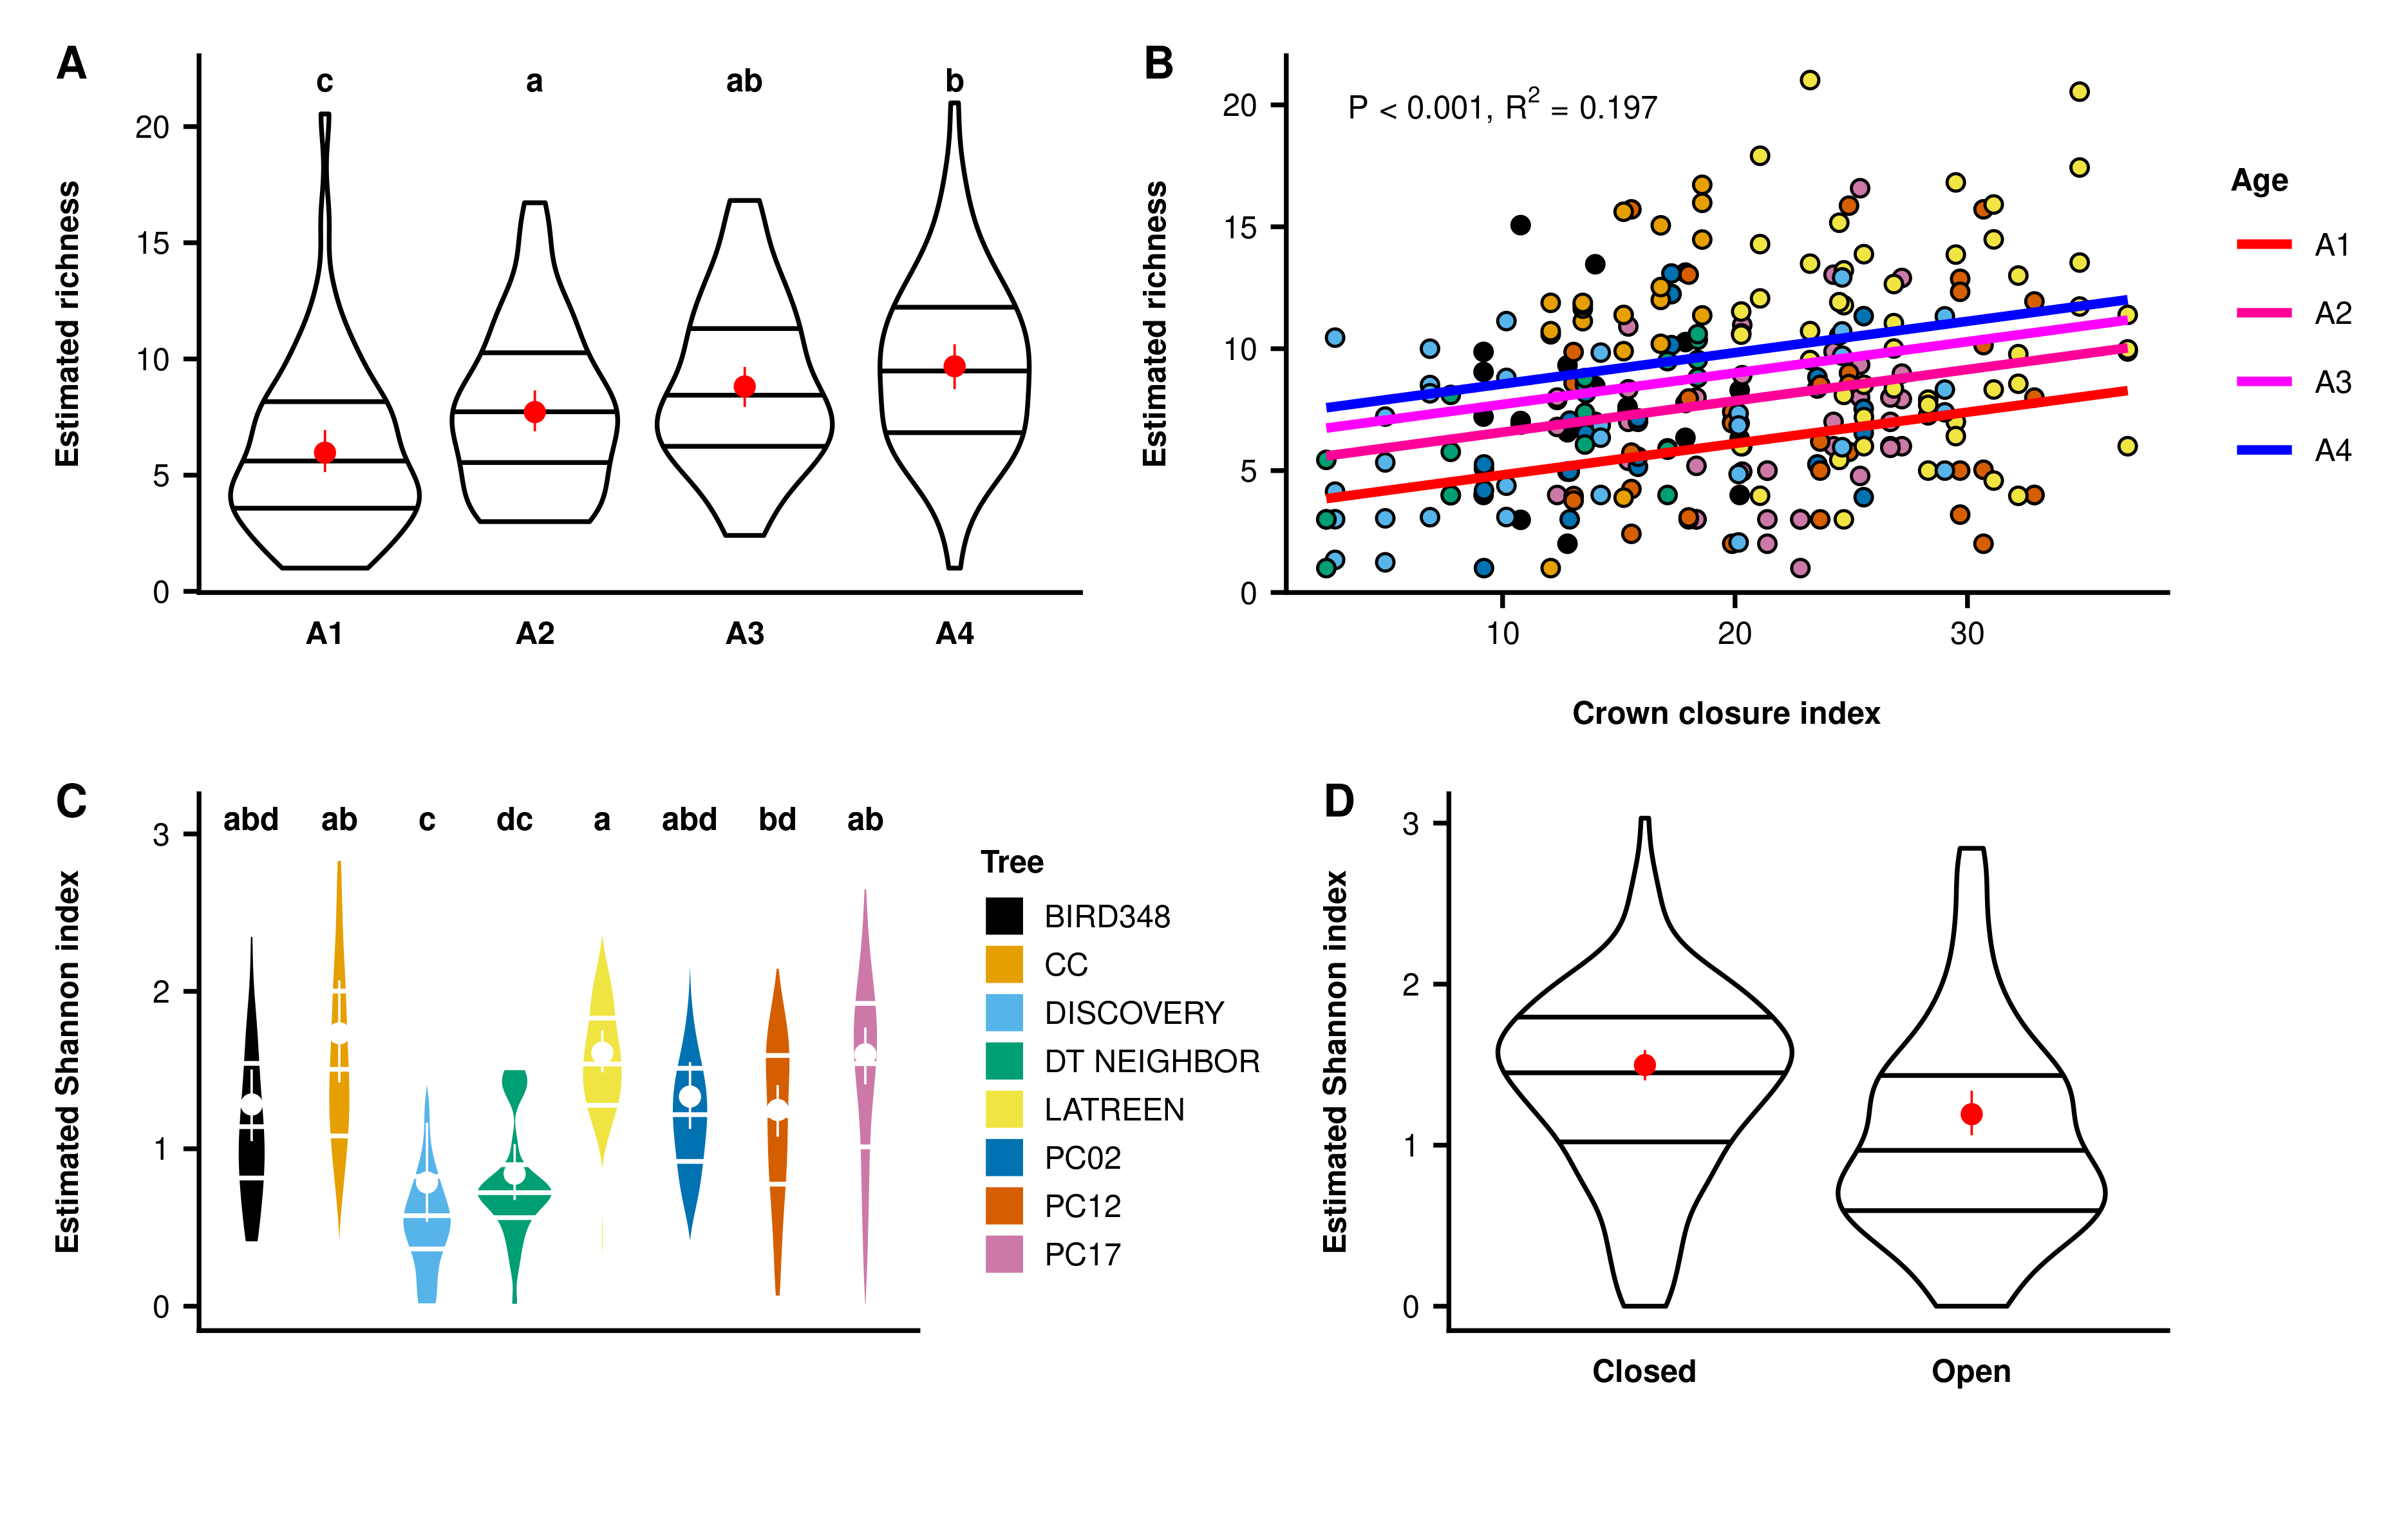 A
c a ab b
20
15
10
5
0
Estimated richness
A1 A2 A3 A4
B
P < 0.001, R² = 0.197
20
15
10
5
0
Estimated richness
10 20 30
Crown closure index
Age
A1
A2
A3
A4
C
abd ab c dc a abd bd ab
3
2
1
0
Estimated Shannon index
Tree
BIRD348
CC
DISCOVERY
DT NEIGHBOR
LATREEN
PC02
PC12
PC17
D
3
2
1
0
Estimated Shannon index
Closed Open